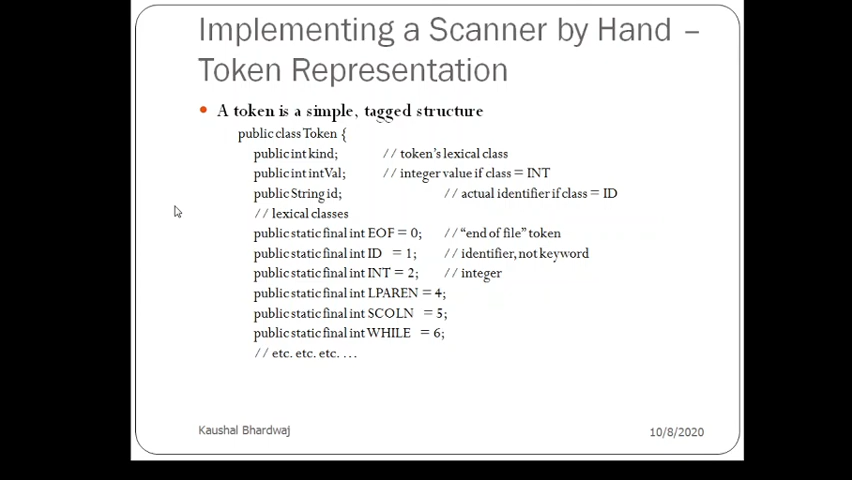 Implementing a Scanner by Hand –
Token Representation
• A token is a simple, tagged structure
public class Token {
public int kind; // token's lexical class
public int intVal; // integer value if class = INT
public String id; // actual identifier if class = ID
// lexical classes
public static final int EOF = 0; // “end of file” token
public static final int ID = 1; // identifier, not keyword
public static final int INT = 2; // integer
public static final int LPAREN = 4;
public static final int SCOLN = 5;
public static final int WHILE = 6;
// etc. etc. etc. …
Kaushal Bhardwaj 10/8/2020